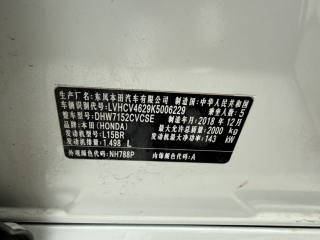 生产厂名:东风本田汽车有限公司 制造国:中华人民共和国
车辆识别代号:LVHCV4629K5006229 乘坐人数:5
整车型号:DHW7152CVCSE 制造年月:2018 年 12月
品牌:本田 (HONDA) 最大允许总质量:2000 kg
发动机型号:L15BR 发动机最大净功率:143 kW
发动机排量:1.498 L
外观颜色代码:NH788P 内饰颜色代码:A